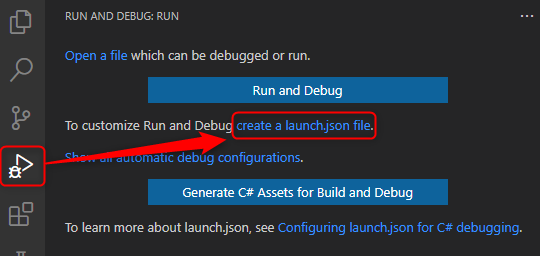 RUN AND DEBUG: RUN
Open a file which can be debugged or run.
Run and Debug
To customize Run and Debug create a launch.json file.
Show all automatic debug configurations.
Generate C# Assets for Build and Debug
To learn more about launch.json, see Configuring launch.json for C# debugging.